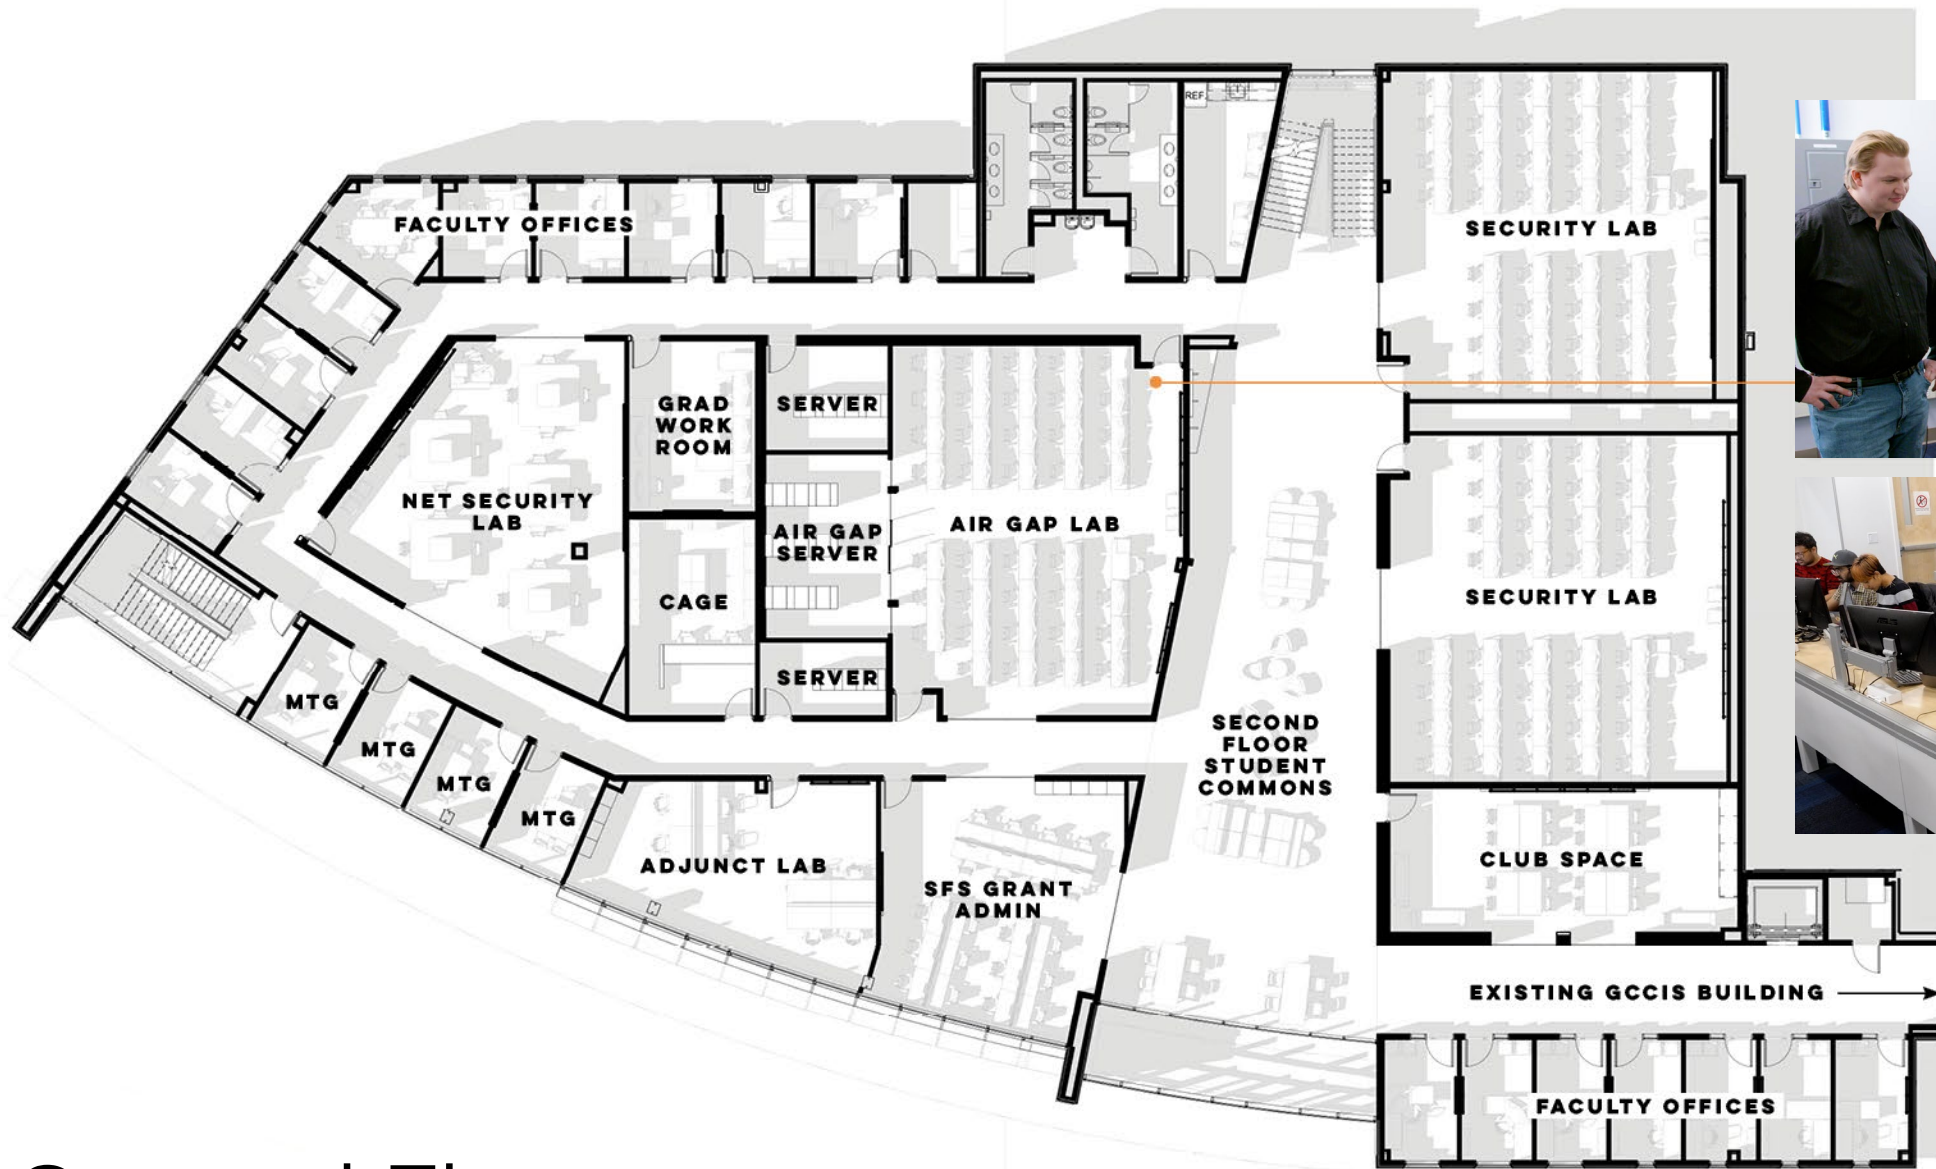 REF.
FACULTY OFFICES
SECURITY LAB
GRAD
WORK
ROOM
SERVER
NET SECURITY
LAB
AIR GAP
SERVER
AIR GAP LAB
CAGE
SECURITY LAB
SERVER
MTG
MTG
MTG
MTG
SECOND
FLOOR
STUDENT
COMMONS
ADJUNCT LAB
SFS GRANT
ADMIN
CLUB SPACE
EXISTING GCCIS BUILDING
FACULTY OFFICES